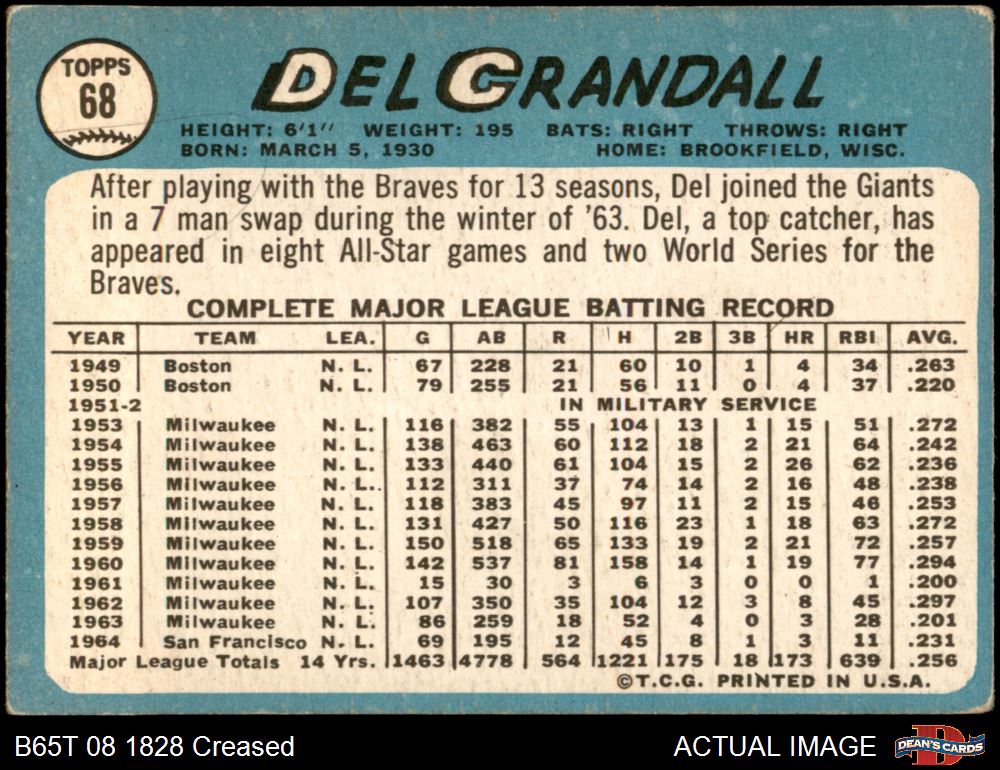 TOPPS
68
DEL CRANDALL
HEIGHT: 6'1" WEIGHT: 195 BATS: RIGHT THROWS: RIGHT
BORN: MARCH 5, 1930 HOME: BROOKFIELD, WISC.
After playing with the Braves for 13 seasons, Del joined the Giants
in a 7 man swap during the winter of '63. Del, a top catcher, has
appeared in eight All-Star games and two World Series for the
Braves.
COMPLETE MAJOR LEAGUE BATTING RECORD
YEAR TEAM LEA. G AB R H 2B 3B HR RBI AVG.
1949 Boston N. L. 67 228 21 60 10 1 4 34 .263
1950 Boston N. L. 79 255 21 56 11 0 4 37 .220
1951-2 IN MILITARY SERVICE
1953 Milwaukee N. L. 116 382 55 104 13 1 15 51 .272
1954 Milwaukee N. L. 138 463 60 112 18 2 21 64 .242
1955 Milwaukee N. L. 133 440 61 104 15 2 26 62 .236
1956 Milwaukee N. L. 112 311 37 74 14 2 16 48 .238
1957 Milwaukee N. L. 118 383 45 97 11 2 15 46 .253
1958 Milwaukee N. L. 131 427 50 116 23 1 18 63 .272
1959 Milwaukee N. L. 150 518 65 133 19 2 21 72 .257
1960 Milwaukee N. L. 142 537 81 158 14 1 19 77 .294
1961 Milwaukee N. L. 15 30 3 6 3 0 0 1 .200
1962 Milwaukee N. L. 107 350 35 104 12 3 8 45 .297
1963 Milwaukee N. L. 86 259 18 52 4 0 3 28 .201
1964 San Francisco N. L. 69 195 12 45 8 1 3 11 .231
Major League Totals 14 Yrs. 1463 4778 564 1221 175 18 173 639 .256
©T.C.G. PRINTED IN U.S.A.
B65T 08 1828 Creased ACTUAL IMAGE DEAN'S CARDS